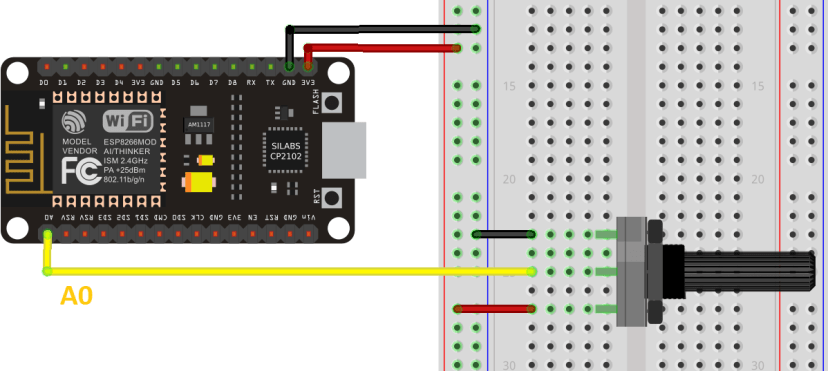 D0 D1 D2 D3 D4 3V3 GND D5 D6 D7 D8 RX TX GND 3V3
FLASH
AM1117
WiFi
MODEL
VENDOR
ESP8266MOD
AI/THINKER
ISM 2.4GHz
PA +25dBm
802.11b/g/n
FC
SILABS
CP2102
RST
A0 RSV RSV SD3 SD2 SD1 CMD SD0 CLK GND 3V3 EN RST GND Vin
A0
15
15
20
20
30
30